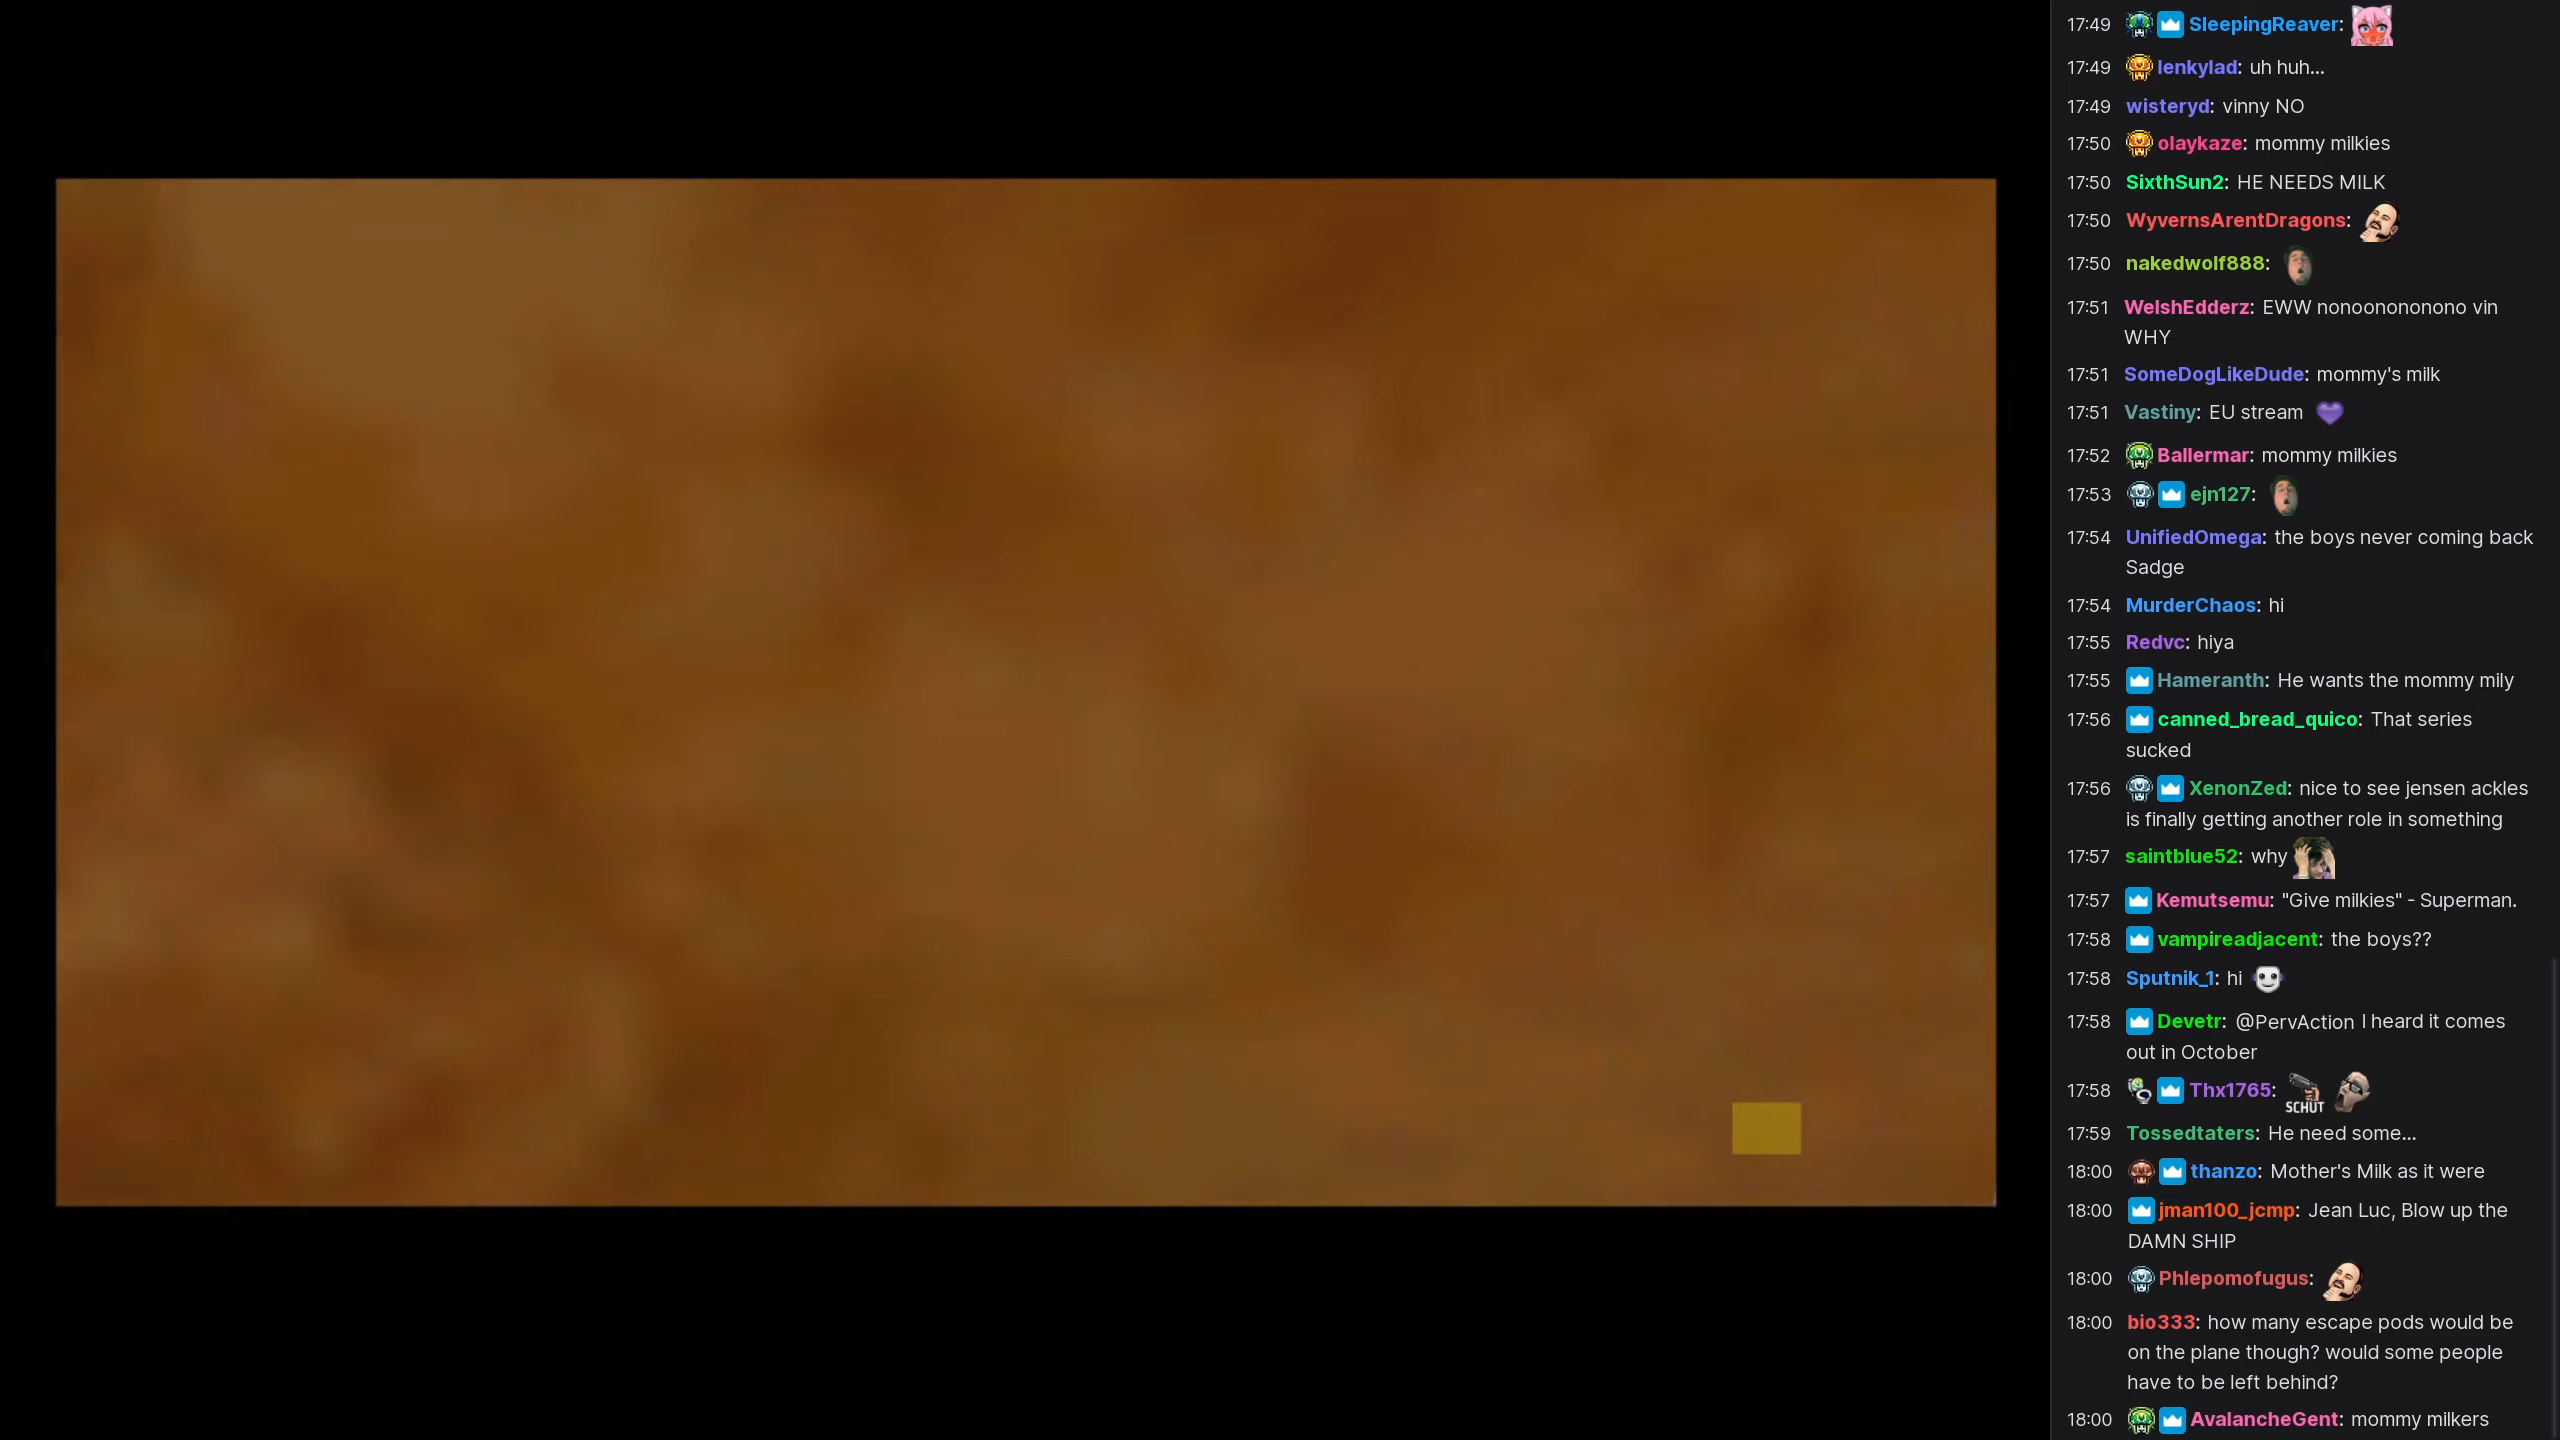 17:49 SleepingReaver:
17:49 lenkylad: uh huh...
17:49 wisteryd: vinny NO
17:50 olaykaze: mommy milkies
17:50 SixthSun2: HE NEEDS MILK
17:50 WyvernsArentDragons:
17:50 nakedwolf888:
17:51 WelshEdderz: EWW nonoonononono vin
WHY
17:51 SomeDogLikeDude: mommy's milk
17:51 Vastiny: EU stream
17:52 Ballermar: mommy milkies
17:53 ejn127:
17:54 UnifiedOmega: the boys never coming back
Sadge
17:54 MurderChaos: hi
17:55 Redvc: hiya
17:55 Hameranth: He wants the mommy mily
17:56 canned_bread_quico: That series
sucked
17:56 XenonZed: nice to see jensen ackles
is finally getting another role in something
17:57 saintblue52: why
17:57 Kemutsemu: "Give milkies" - Superman.
17:58 vampireadjacent: the boys??
17:58 Sputnik_1: hi
17:58 Devetr: @PervAction I heard it comes
out in October
17:58 Thx1765: SCHUT
17:59 Tossedtaters: He need some...
18:00 thanzo: Mother's Milk as it were
18:00 jman100_jcmp: Jean Luc, Blow up the
DAMN SHIP
18:00 Phlepomofugus:
18:00 bio333: how many escape pods would be
on the plane though? would some people
have to be left behind?
18:00 AvalancheGent: mommy milkers